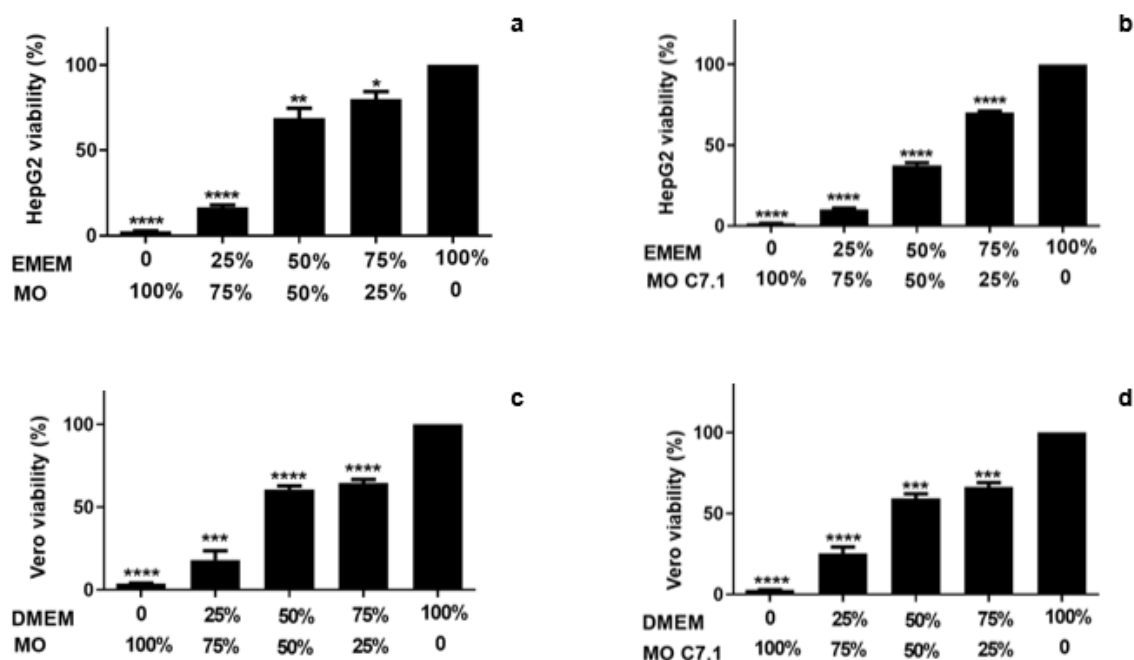 a
HepG2 viability (%)
100
50
0
**** **** ** *
EMEM 0 25% 50% 75% 100%
MO 100% 75% 50% 25% 0
b
HepG2 viability (%)
100
50
0
**** **** **** ****
EMEM 0 25% 50% 75% 100%
MO C7.1 100% 75% 50% 25% 0
c
Vero viability (%)
100
50
0
**** *** **** ****
DMEM 0 25% 50% 75% 100%
MO 100% 75% 50% 25% 0
d
Vero viability (%)
100
50
0
**** **** *** ***
DMEM 0 25% 50% 75% 100%
MO C7.1 100% 75% 50% 25% 0